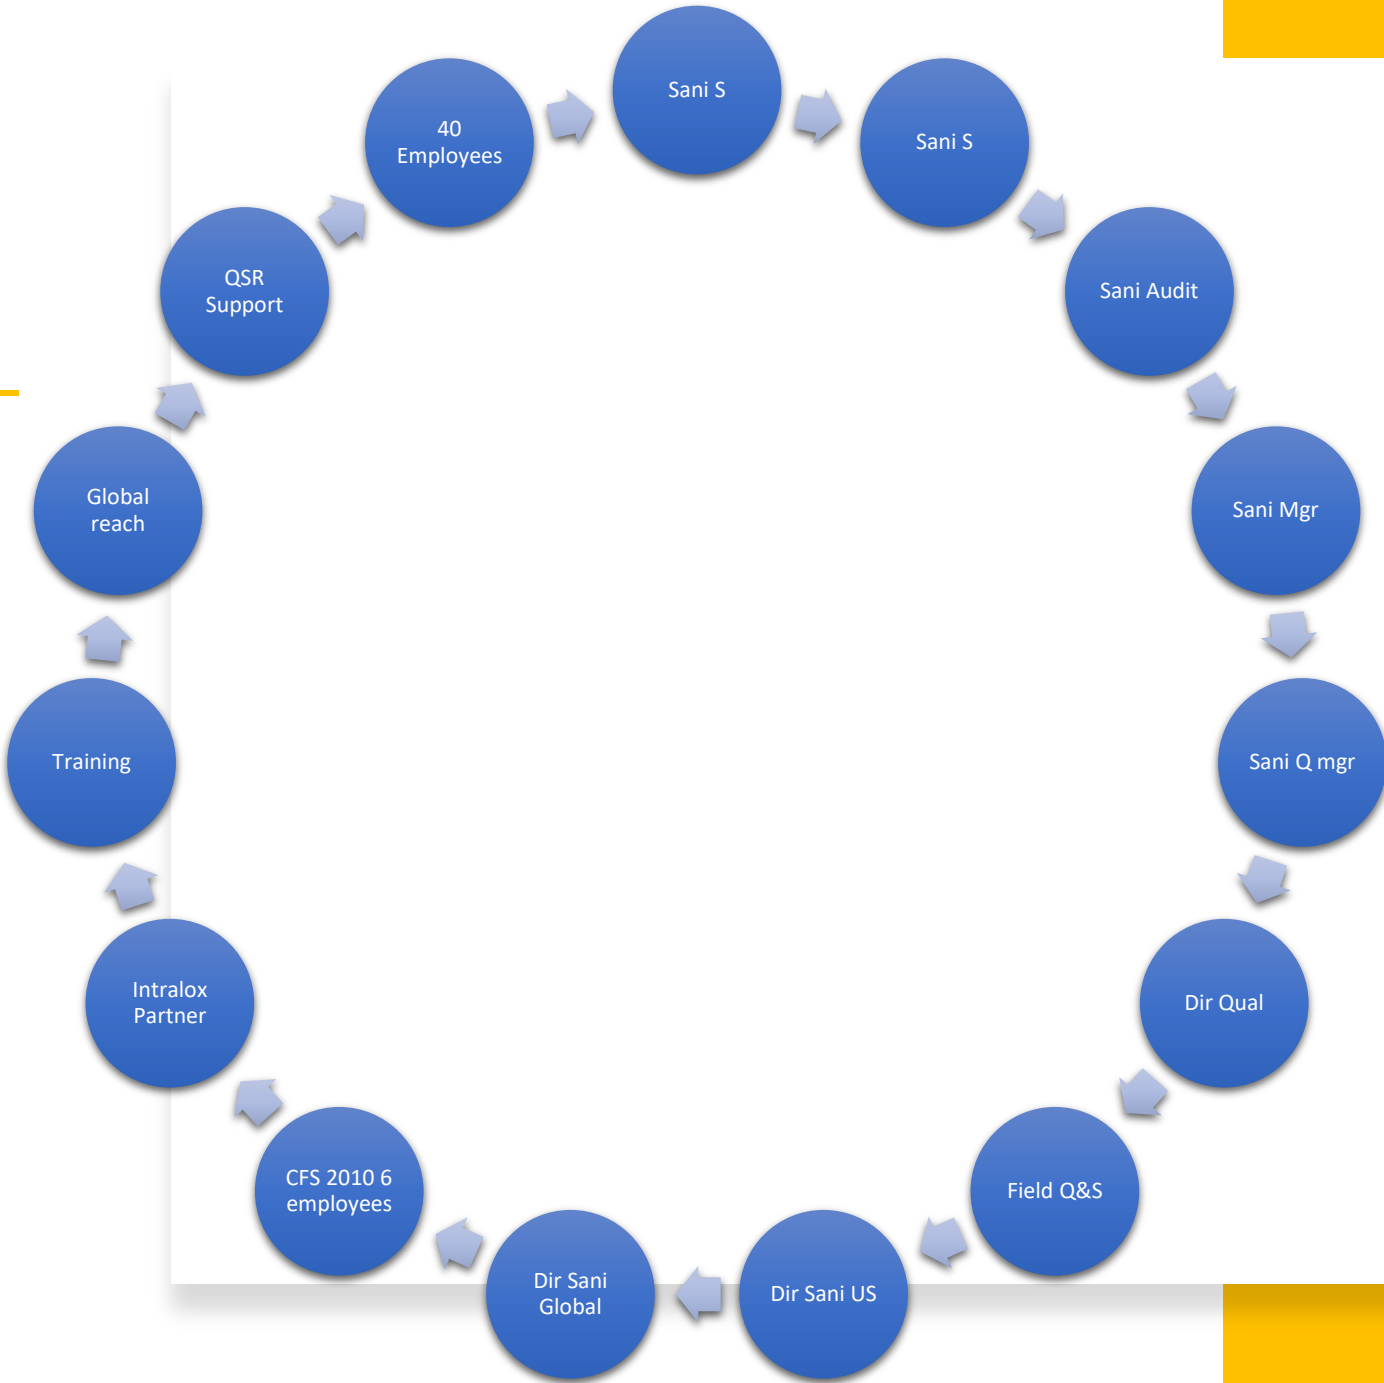 Sani S
Sani S
Sani Audit
Sani Mgr
Sani Q mgr
Dir Qual
Field Q&S
Dir Sani US
Dir Sani
Global
CFS 2010 6
employees
Intralox
Partner
Training
Global
reach
QSR
Support
40
Employees